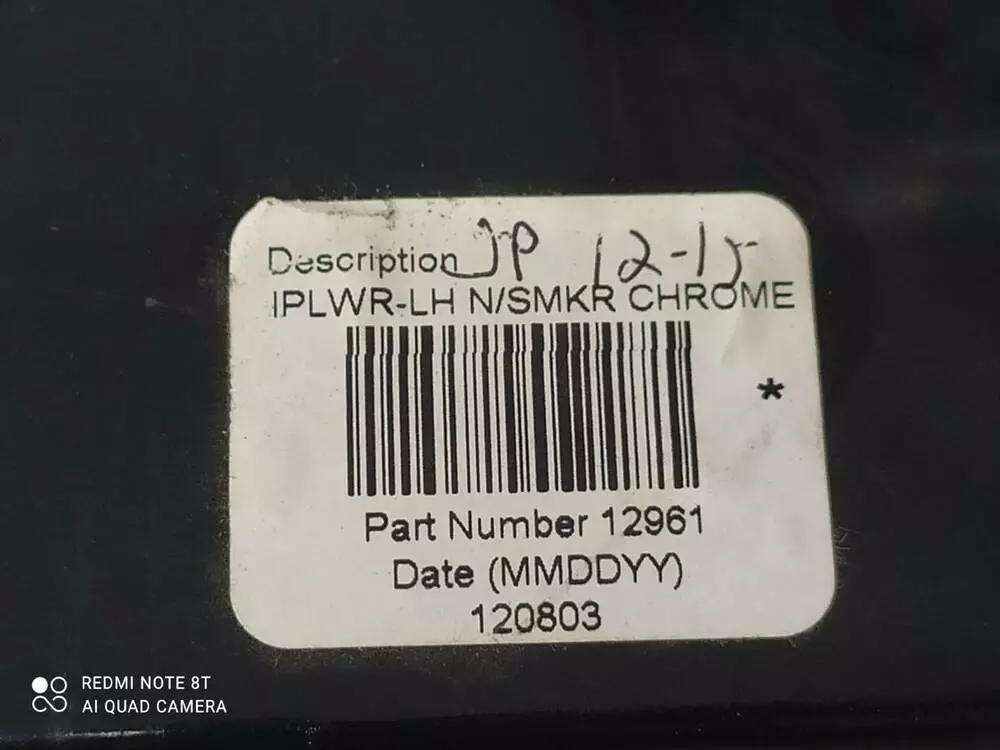 Description JP 12-15
IPLWR-LH N/SMKR CHROME
*
Part Number 12961
Date (MMDDYY)
120803
REDMI NOTE 8T
AI QUAD CAMERA